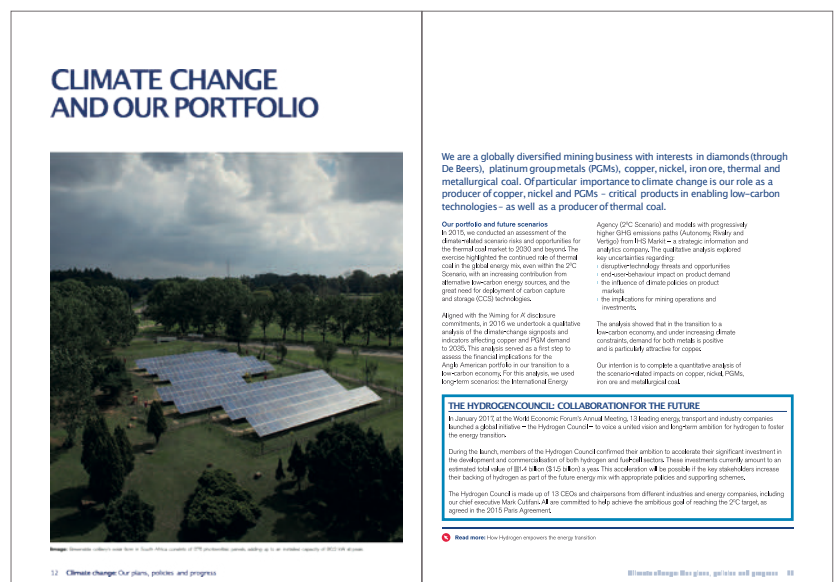 CLIMATE CHANGE
AND OUR PORTFOLIO
12 Climate change: Our plans, policies and progress
We are a globally diversified mining business with interests in diamonds (through
De Beers), platinum group metals (PGMs), copper, nickel, iron ore, thermal and
metallurgical coal. Of particular importance to climate change is our role as a
producer of copper, nickel and PGMs – critical products in enabling low-carbon
technologies – as well as a producer of thermal coal.
Our portfolio and future scenarios
In 2015, we conducted an assessment of the
climate-related scenario risks and opportunities for
the thermal coal market to 2030 and beyond. The
exercise highlighted the continued role of thermal
coal in the global energy mix, even within the 2ºC
Scenario, with an increasing contribution from
alternative low-carbon energy sources, and the
great need for deployment of carbon capture
and storage (CCS) technologies.
Aligned with the 'Aiming for A' disclosure
commitments, in 2016 we undertook a qualitative
analysis of the climate-change signposts and
indicators affecting copper and PGM demand
to 2035. This analysis served as a first step to
assess the financial implications for the
Anglo American portfolio in our transition to a
low-carbon economy. For this analysis, we used
long-term scenarios: the International Energy
Agency (2ºC Scenario) and models with progressively
higher GHG emissions paths (Autonomy, Rivalry and
Vertigo) from IHS Markit – a strategic information and
analytics company. The qualitative analysis explored
key uncertainties regarding:
disruptive-technology threats and opportunities
end-user-behaviour impact on product demand
the influence of climate policies on product
markets
the implications for mining operations and
investments.
The analysis showed that in the transition to a
low-carbon economy, and under increasing climate
constraints, demand for both metals is positive
and is particularly attractive for copper.
Our intention is to complete a quantitative analysis of
the scenario-related impacts on copper, nickel, PGMs,
iron ore and metallurgical coal.
THE HYDROGEN COUNCIL: COLLABORATION FOR THE FUTURE
In January 2017, at the World Economic Forum's Annual Meeting, 13 leading energy, transport and industry companies
launched a global initiative – the Hydrogen Council – to voice a united vision and long-term ambition for hydrogen to foster
the energy transition.
During the launch, members of the Hydrogen Council confirmed their ambition to accelerate their significant investment in
the development and commercialisation of both hydrogen and fuel-cell sectors. These investments currently amount to an
estimated total value of 1.4 billion ($1.5 billion) a year. This acceleration will be possible if the key stakeholders increase
their backing of hydrogen as part of the future energy mix with appropriate policies and supporting schemes.
The Hydrogen Council is made up of 13 CEOs and chairpersons from different industries and energy companies, including
our chief executive Mark Cutifani. All are committed to help achieve the ambitious goal of reaching the 2ºC target, as
agreed in the 2015 Paris Agreement.
Read more: How Hydrogen empowers the energy transition
Climate change: Our plans, policies and progress